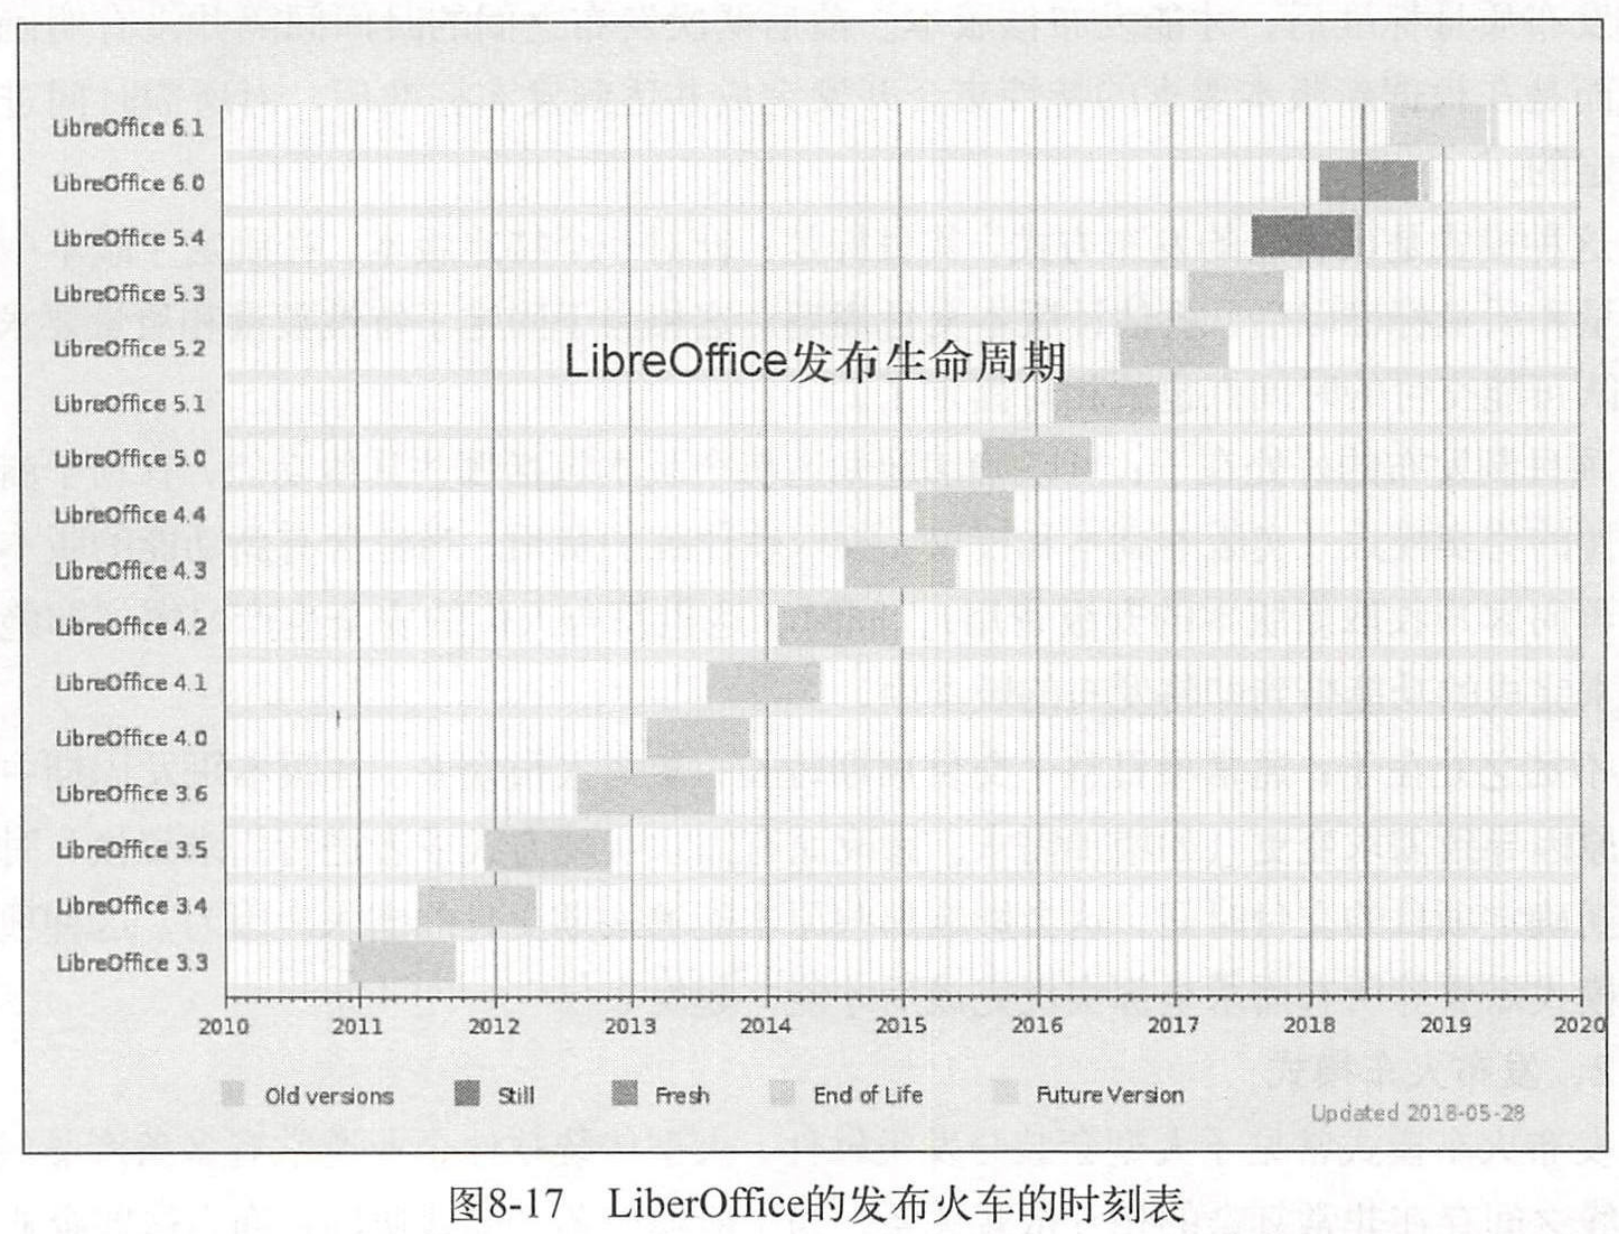 LibreOffice 6.1
LibreOffice 6.0
LibreOffice 5.4
LibreOffice 5.3
LibreOffice 5.2
LibreOffice发布生命周期
LibreOffice 5.1
LibreOffice 5.0
LibreOffice 4.4
LibreOffice 4.3
LibreOffice 4.2
LibreOffice 4.1
LibreOffice 4.0
LibreOffice 3.6
LibreOffice 3.5
LibreOffice 3.4
LibreOffice 3.3
2010 2011 2012 2013 2014 2015 2016 2017 2018 2019 2020
Old versions Still Fresh End of Life Future Version
Updated 2018-05-28
图8-17 LiberOffice的发布火车的时刻表